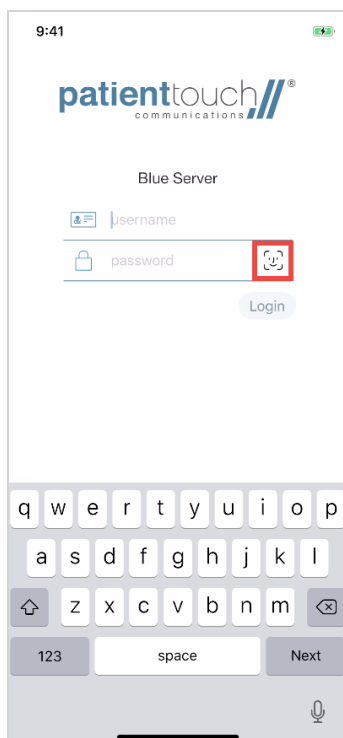 9:41
patienttouch®
communications
Blue Server
username
password
Login
q w e r t y u i o p
a s d f g h j k l
z x c v b n m
123 space Next